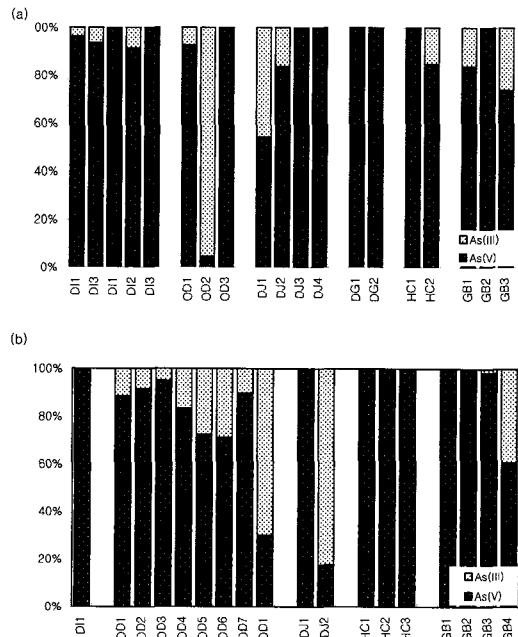 (a)
00%
80%
60%
40%
20%
0%
As(III)
As(V)
DI1 DI3 DI1 DI2 DI3 OD1 OD2 OD3 DJ1 DJ2 DJ3 DJ4 DG1 DG2 HC1 HC2 GB1 GB2 GB3
(b)
100%
80%
60%
40%
20%
0%
As(III)
As(V)
DI1 OD1 OD2 OD3 OD4 OD5 OD6 OD7 OD1 DJ1 DJ2 HC1 HC2 HC3 GB1 GB2 GB3 GB4